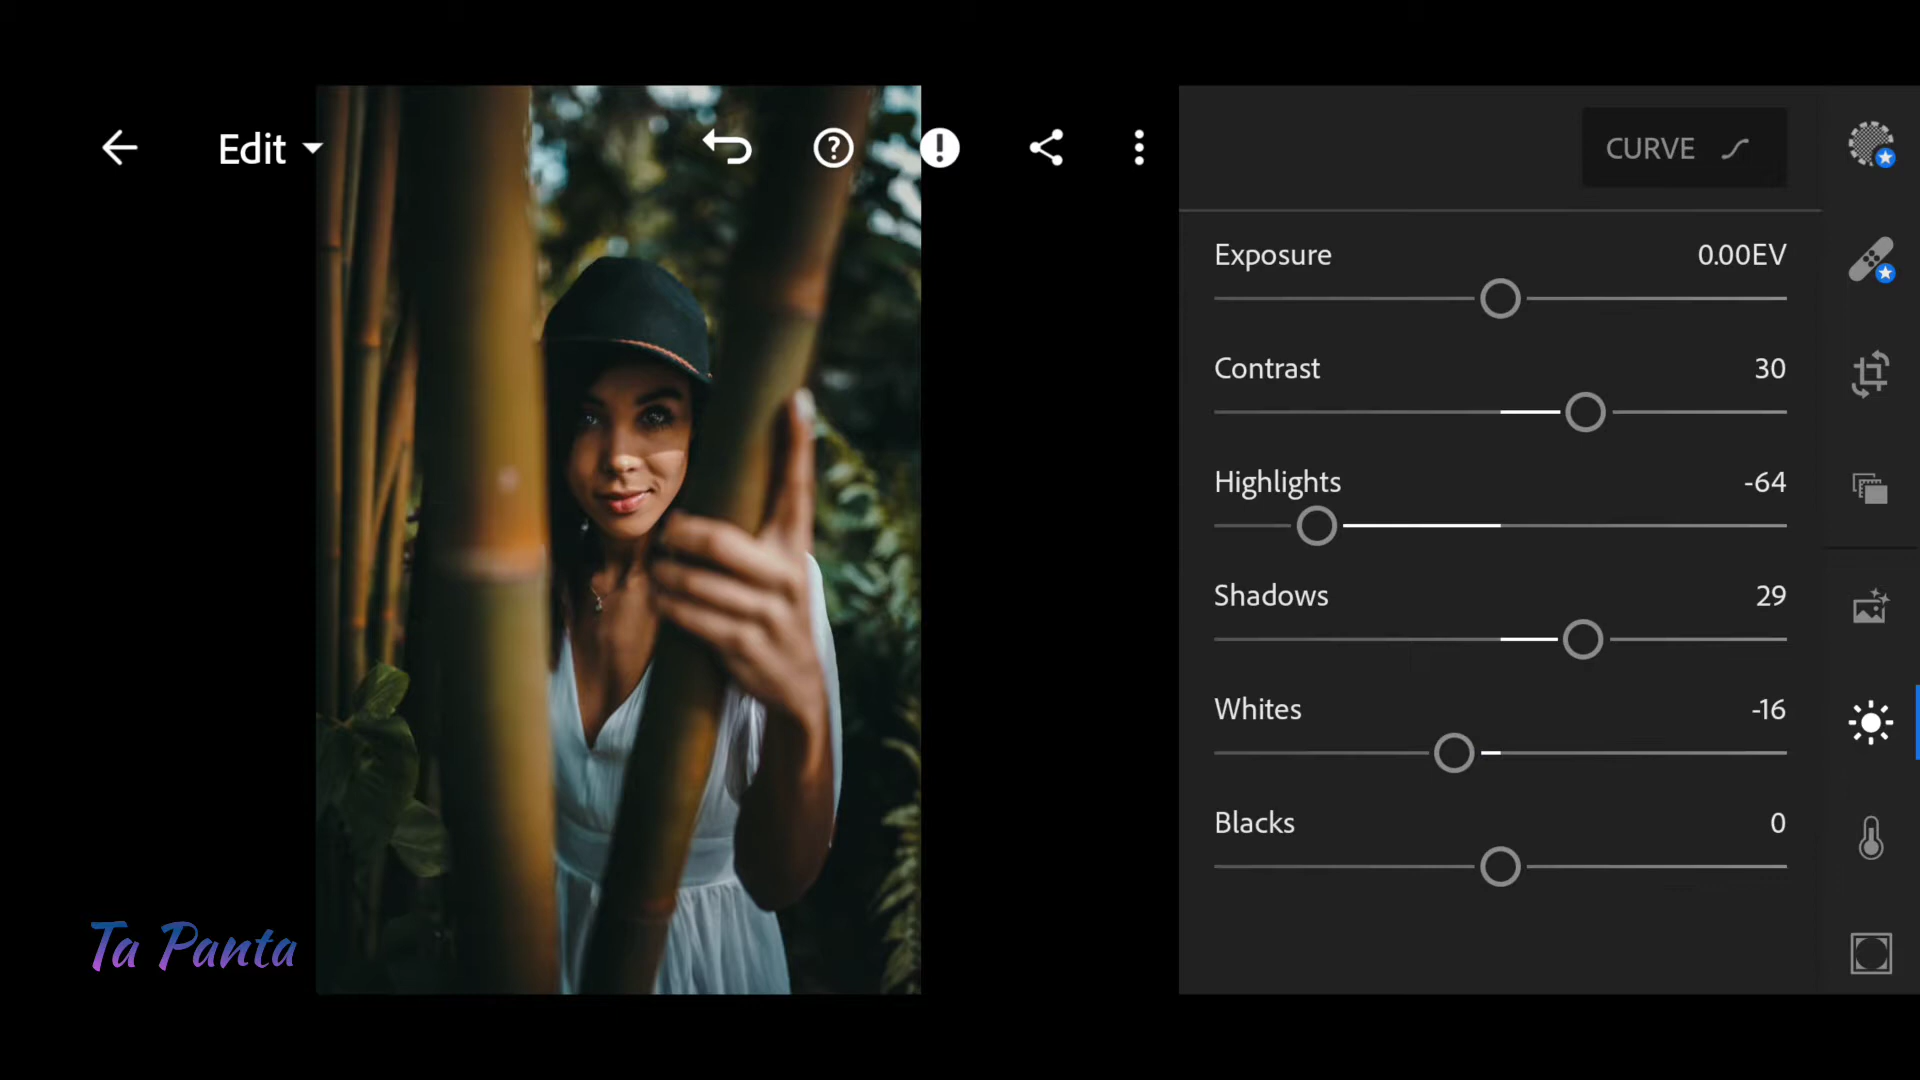 Edit
CURVE
Exposure 0.00EV
Contrast 30
Highlights -64
Shadows 29
Whites -16
Blacks 0
Ta Panta